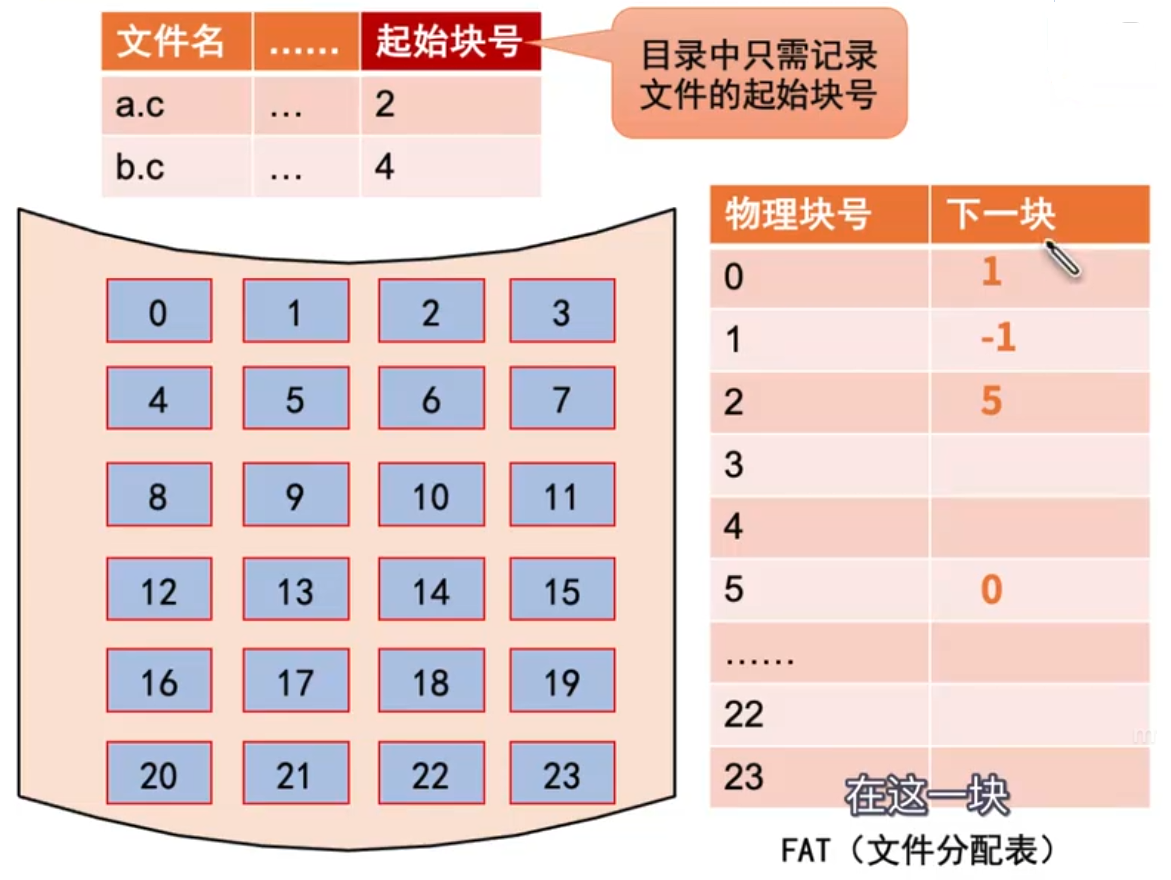 文件名 …… 起始块号
a.c … 2
b.c … 4
目录中只需记录
文件的起始块号
0 1 2 3
4 5 6 7
8 9 10 11
12 13 14 15
16 17 18 19
20 21 22 23
物理块号 下一块
0 1
1 -1
2 5
3
4
5 0
……
22
23
在这一块
FAT（文件分配表）